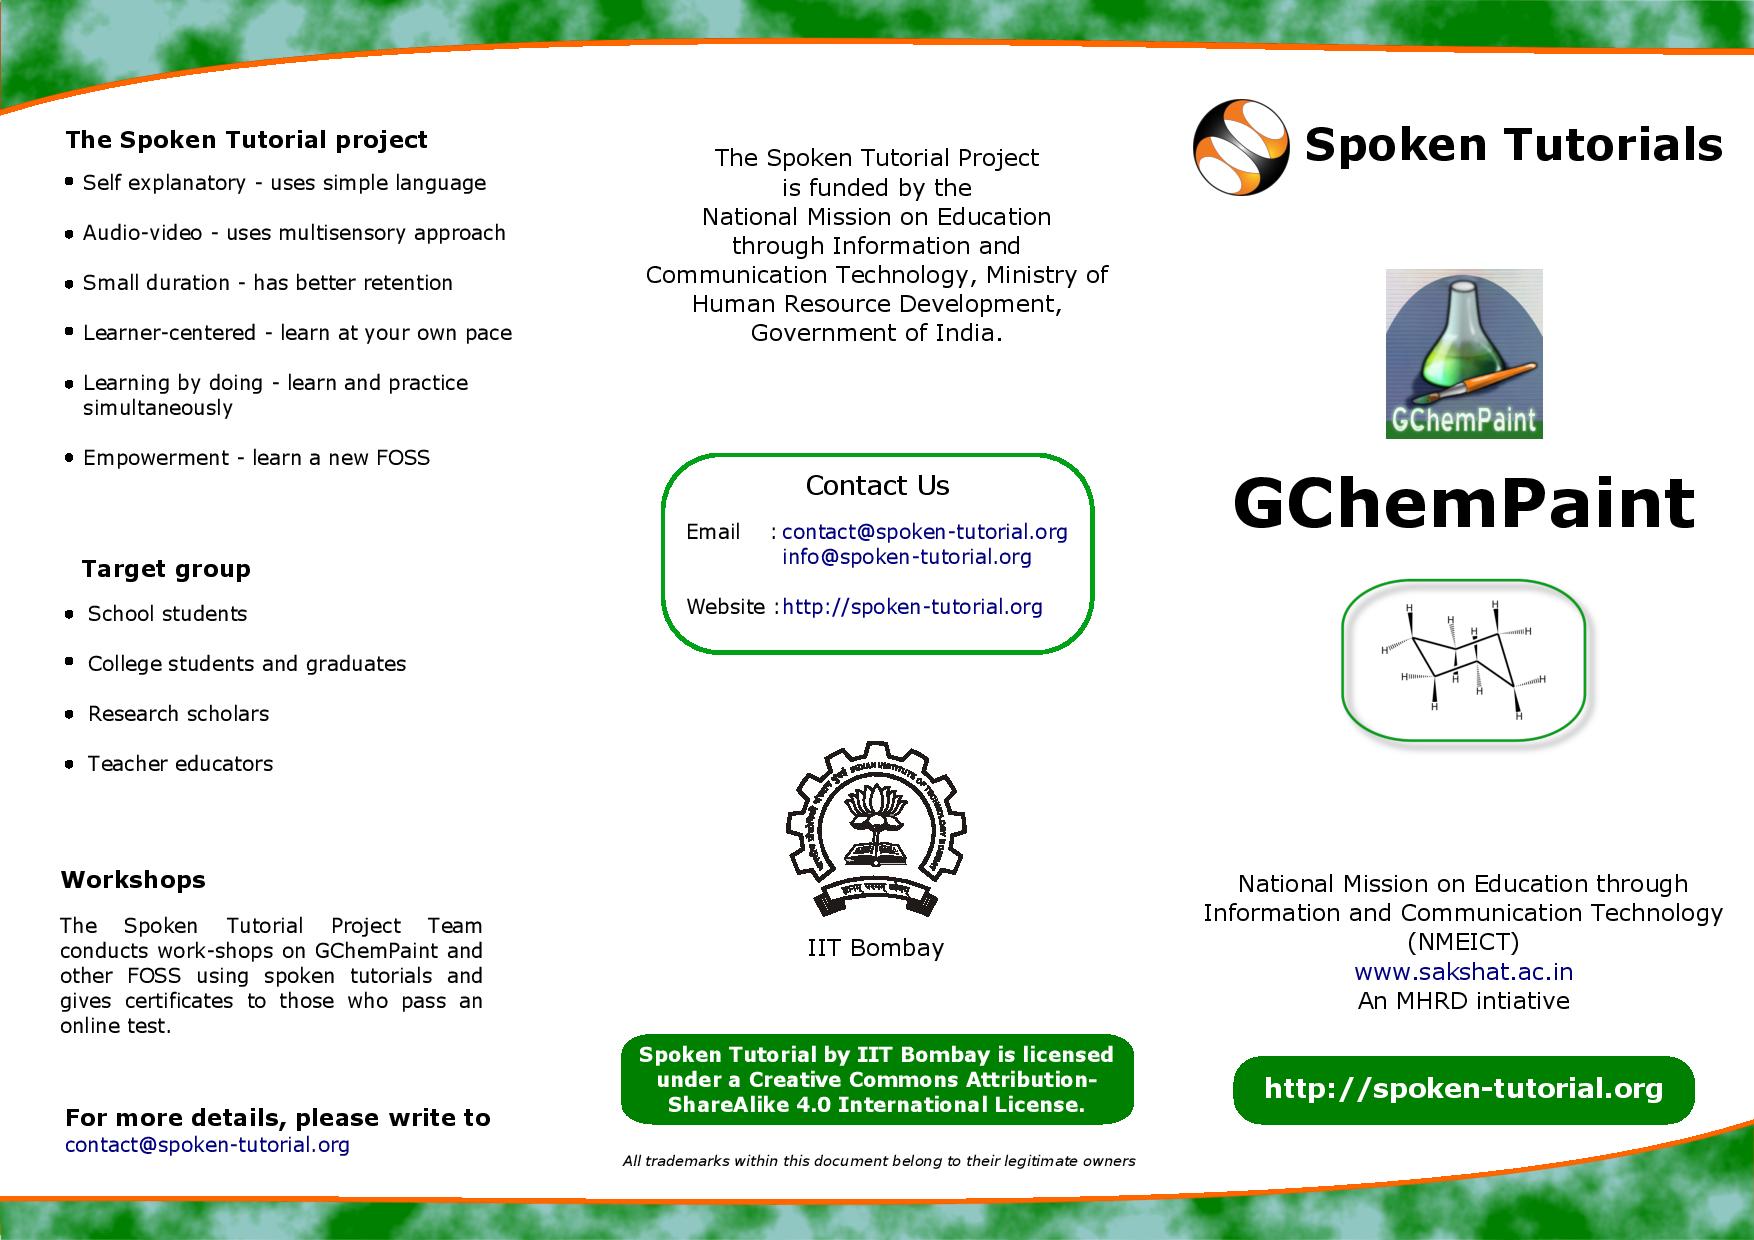 The Spoken Tutorial project
Self explanatory - uses simple language
Audio-video - uses multisensory approach
Small duration - has better retention
Learner-centered - learn at your own pace
Learning by doing - learn and practice
simultaneously
Empowerment - learn a new FOSS
Target group
School students
College students and graduates
Research scholars
Teacher educators
Workshops
The Spoken Tutorial Project Team
conducts work-shops on GChemPaint and
other FOSS using spoken tutorials and
gives certificates to those who pass an
online test.
For more details, please write to
contact@spoken-tutorial.org
The Spoken Tutorial Project
is funded by the
National Mission on Education
through Information and
Communication Technology, Ministry of
Human Resource Development,
Government of India.
Contact Us
Email : contact@spoken-tutorial.org
info@spoken-tutorial.org
Website : http://spoken-tutorial.org
INDIAN INSTITUTE OF TECHNOLOGY BOMBAY
ज्ञानम् परमम् ध्येयम्
IIT Bombay
Spoken Tutorial by IIT Bombay is licensed
under a Creative Commons Attribution-
ShareAlike 4.0 International License.
All trademarks within this document belong to their legitimate owners
Spoken Tutorials
GChemPaint
GChemPaint
H H
H H H
H
H H H
H
H H
National Mission on Education through
Information and Communication Technology
(NMEICT)
www.sakshat.ac.in
An MHRD intiative
http://spoken-tutorial.org